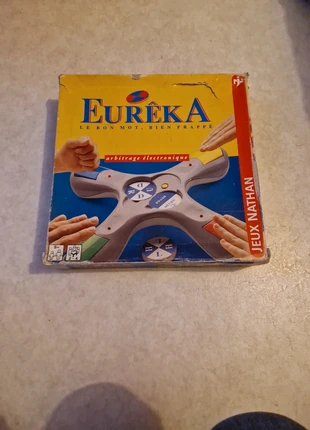 EURÊKA
LE BON MOT, BIEN FRAPPÉ
arbitrage électronique
JEUX NATHAN